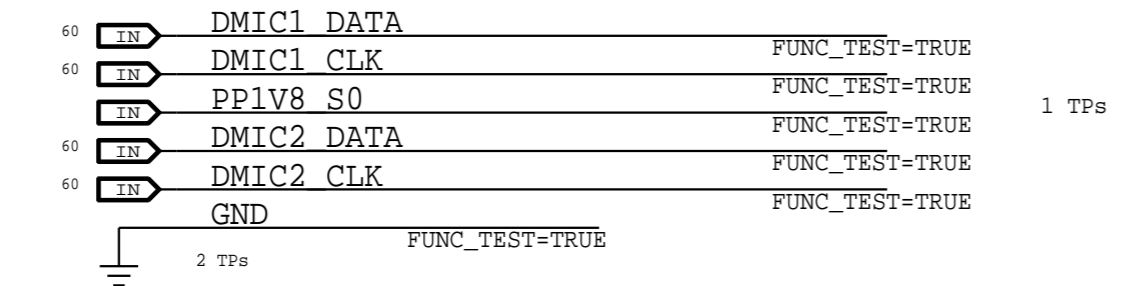 60 IN DMIC1_DATA FUNC_TEST=TRUE
60 IN DMIC1_CLK FUNC_TEST=TRUE
IN PP1V8_S0 FUNC_TEST=TRUE 1 TPs
60 IN DMIC2_DATA FUNC_TEST=TRUE
60 IN DMIC2_CLK FUNC_TEST=TRUE
GND FUNC_TEST=TRUE
2 TPs